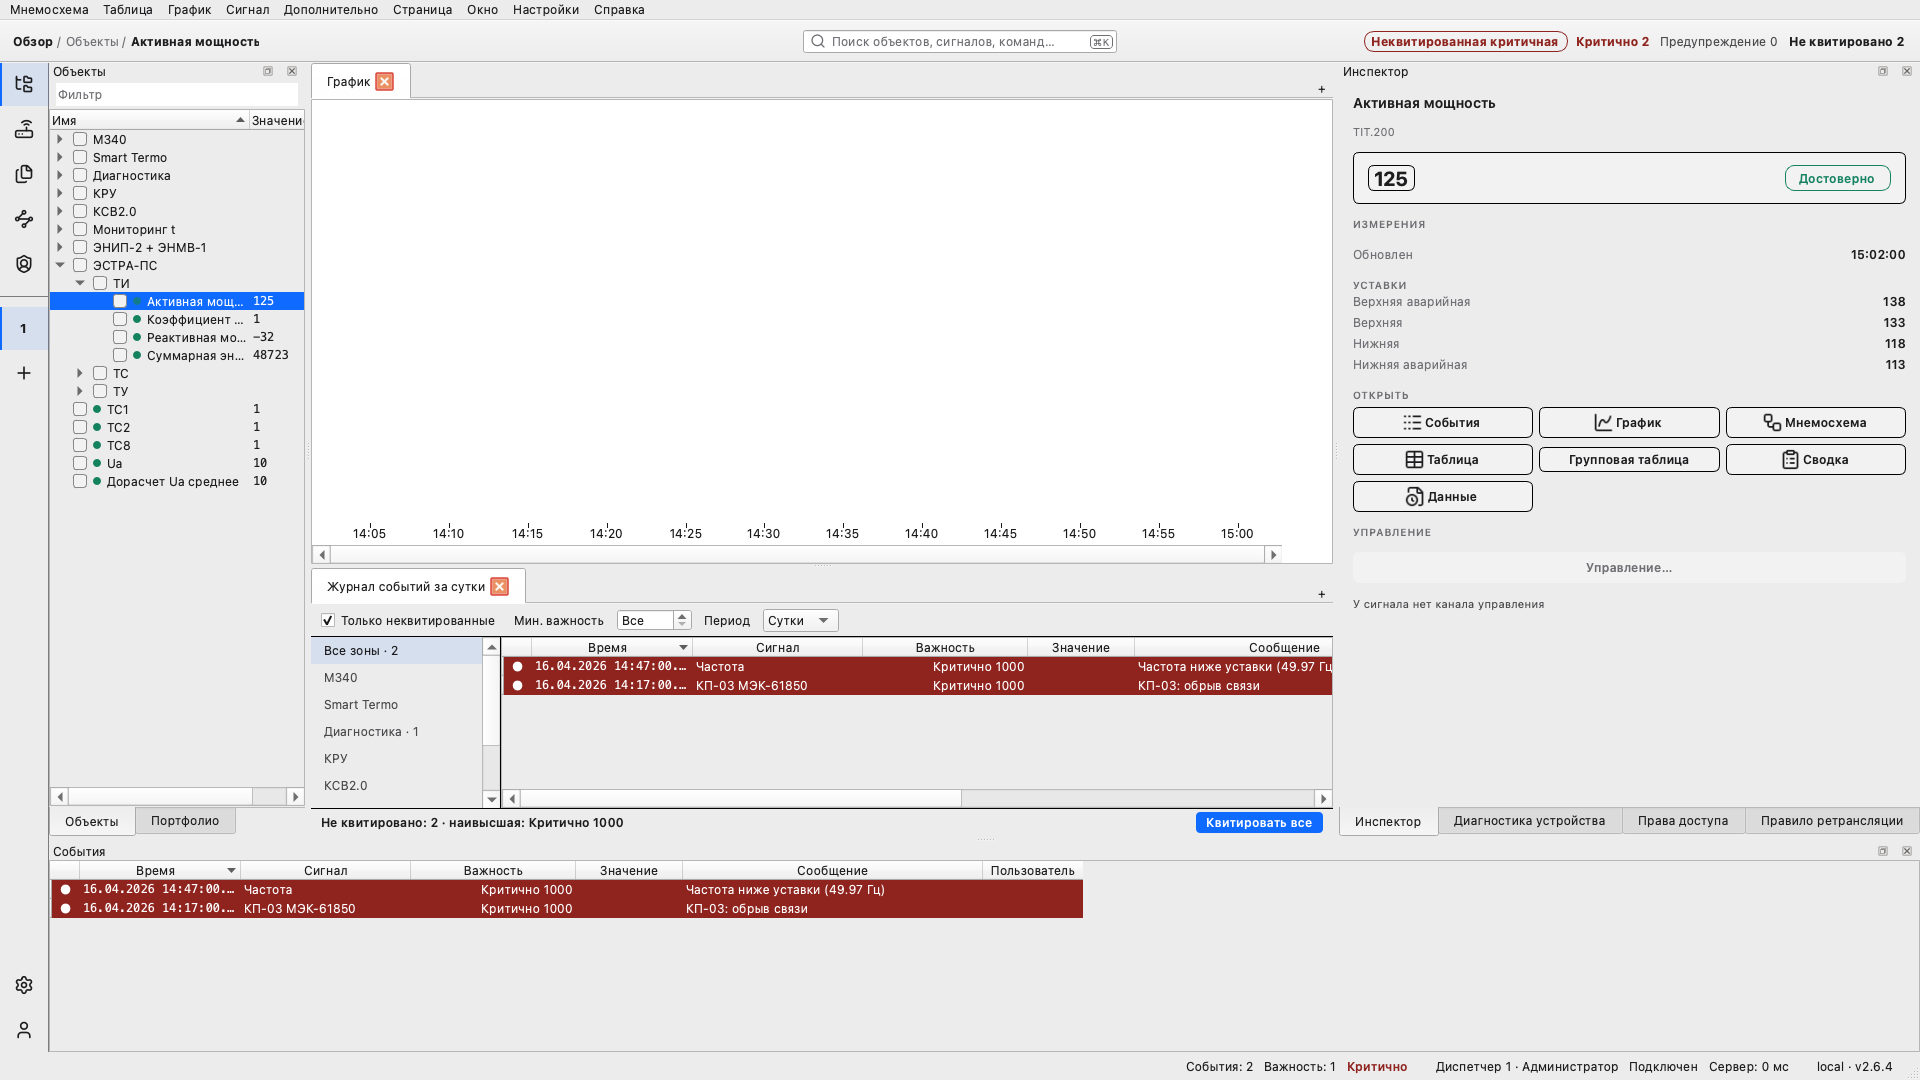 Мнемосхема Таблица График Сигнал Дополнительно Страница Окно Настройки Справка
Обзор / Объекты / Активная мощность
Поиск объектов, сигналов, команд... ⌘K
Неквитированная критичная Критично 2 Предупреждение 0 Не квитировано 2
Объекты
Фильтр
Имя Значени
М340
Smart Termo
Диагностика
КРУ
КСВ2.0
Мониторинг t
ЭНИП-2 + ЭНМВ-1
ЭСТРА-ПС
ТИ
Активная мощ... 125
Коэффициент ... 1
Реактивная мо... −32
Суммарная эн... 48723
ТС
ТУ
ТС1 1
ТС2 1
ТС8 1
Ua 10
Дорасчет Ua среднее 10
Объекты Портфолио
1
График
14:05 14:10 14:15 14:20 14:25 14:30 14:35 14:40 14:45 14:50 14:55 15:00
Журнал событий за сутки
Только неквитированные Мин. важность Все Период Сутки
Все зоны · 2
М340
Smart Termo
Диагностика · 1
КРУ
КСВ2.0
Время Сигнал Важность Значение Сообщение
16.04.2026 14:47:00.… Частота Критично 1000 Частота ниже уставки (49.97 Гц
16.04.2026 14:17:00.… КП-03 МЭК-61850 Критично 1000 КП-03: обрыв связи
Не квитировано: 2 · наивысшая: Критично 1000 Квитировать все
Инспектор
Активная мощность
TIT.200
125 Достоверно
ИЗМЕРЕНИЯ
Обновлен 15:02:00
УСТАВКИ
Верхняя аварийная 138
Верхняя 133
Нижняя 118
Нижняя аварийная 113
ОТКРЫТЬ
События График Мнемосхема
Таблица Групповая таблица Сводка
Данные
УПРАВЛЕНИЕ
Управление...
У сигнала нет канала управления
Инспектор Диагностика устройства Права доступа Правило ретрансляции
События
Время Сигнал Важность Значение Сообщение Пользователь
16.04.2026 14:47:00.… Частота Критично 1000 Частота ниже уставки (49.97 Гц)
16.04.2026 14:17:00.… КП-03 МЭК-61850 Критично 1000 КП-03: обрыв связи
События: 2 Важность: 1 Критично Диспетчер 1 · Администратор Подключен Сервер: 0 мс local · v2.6.4